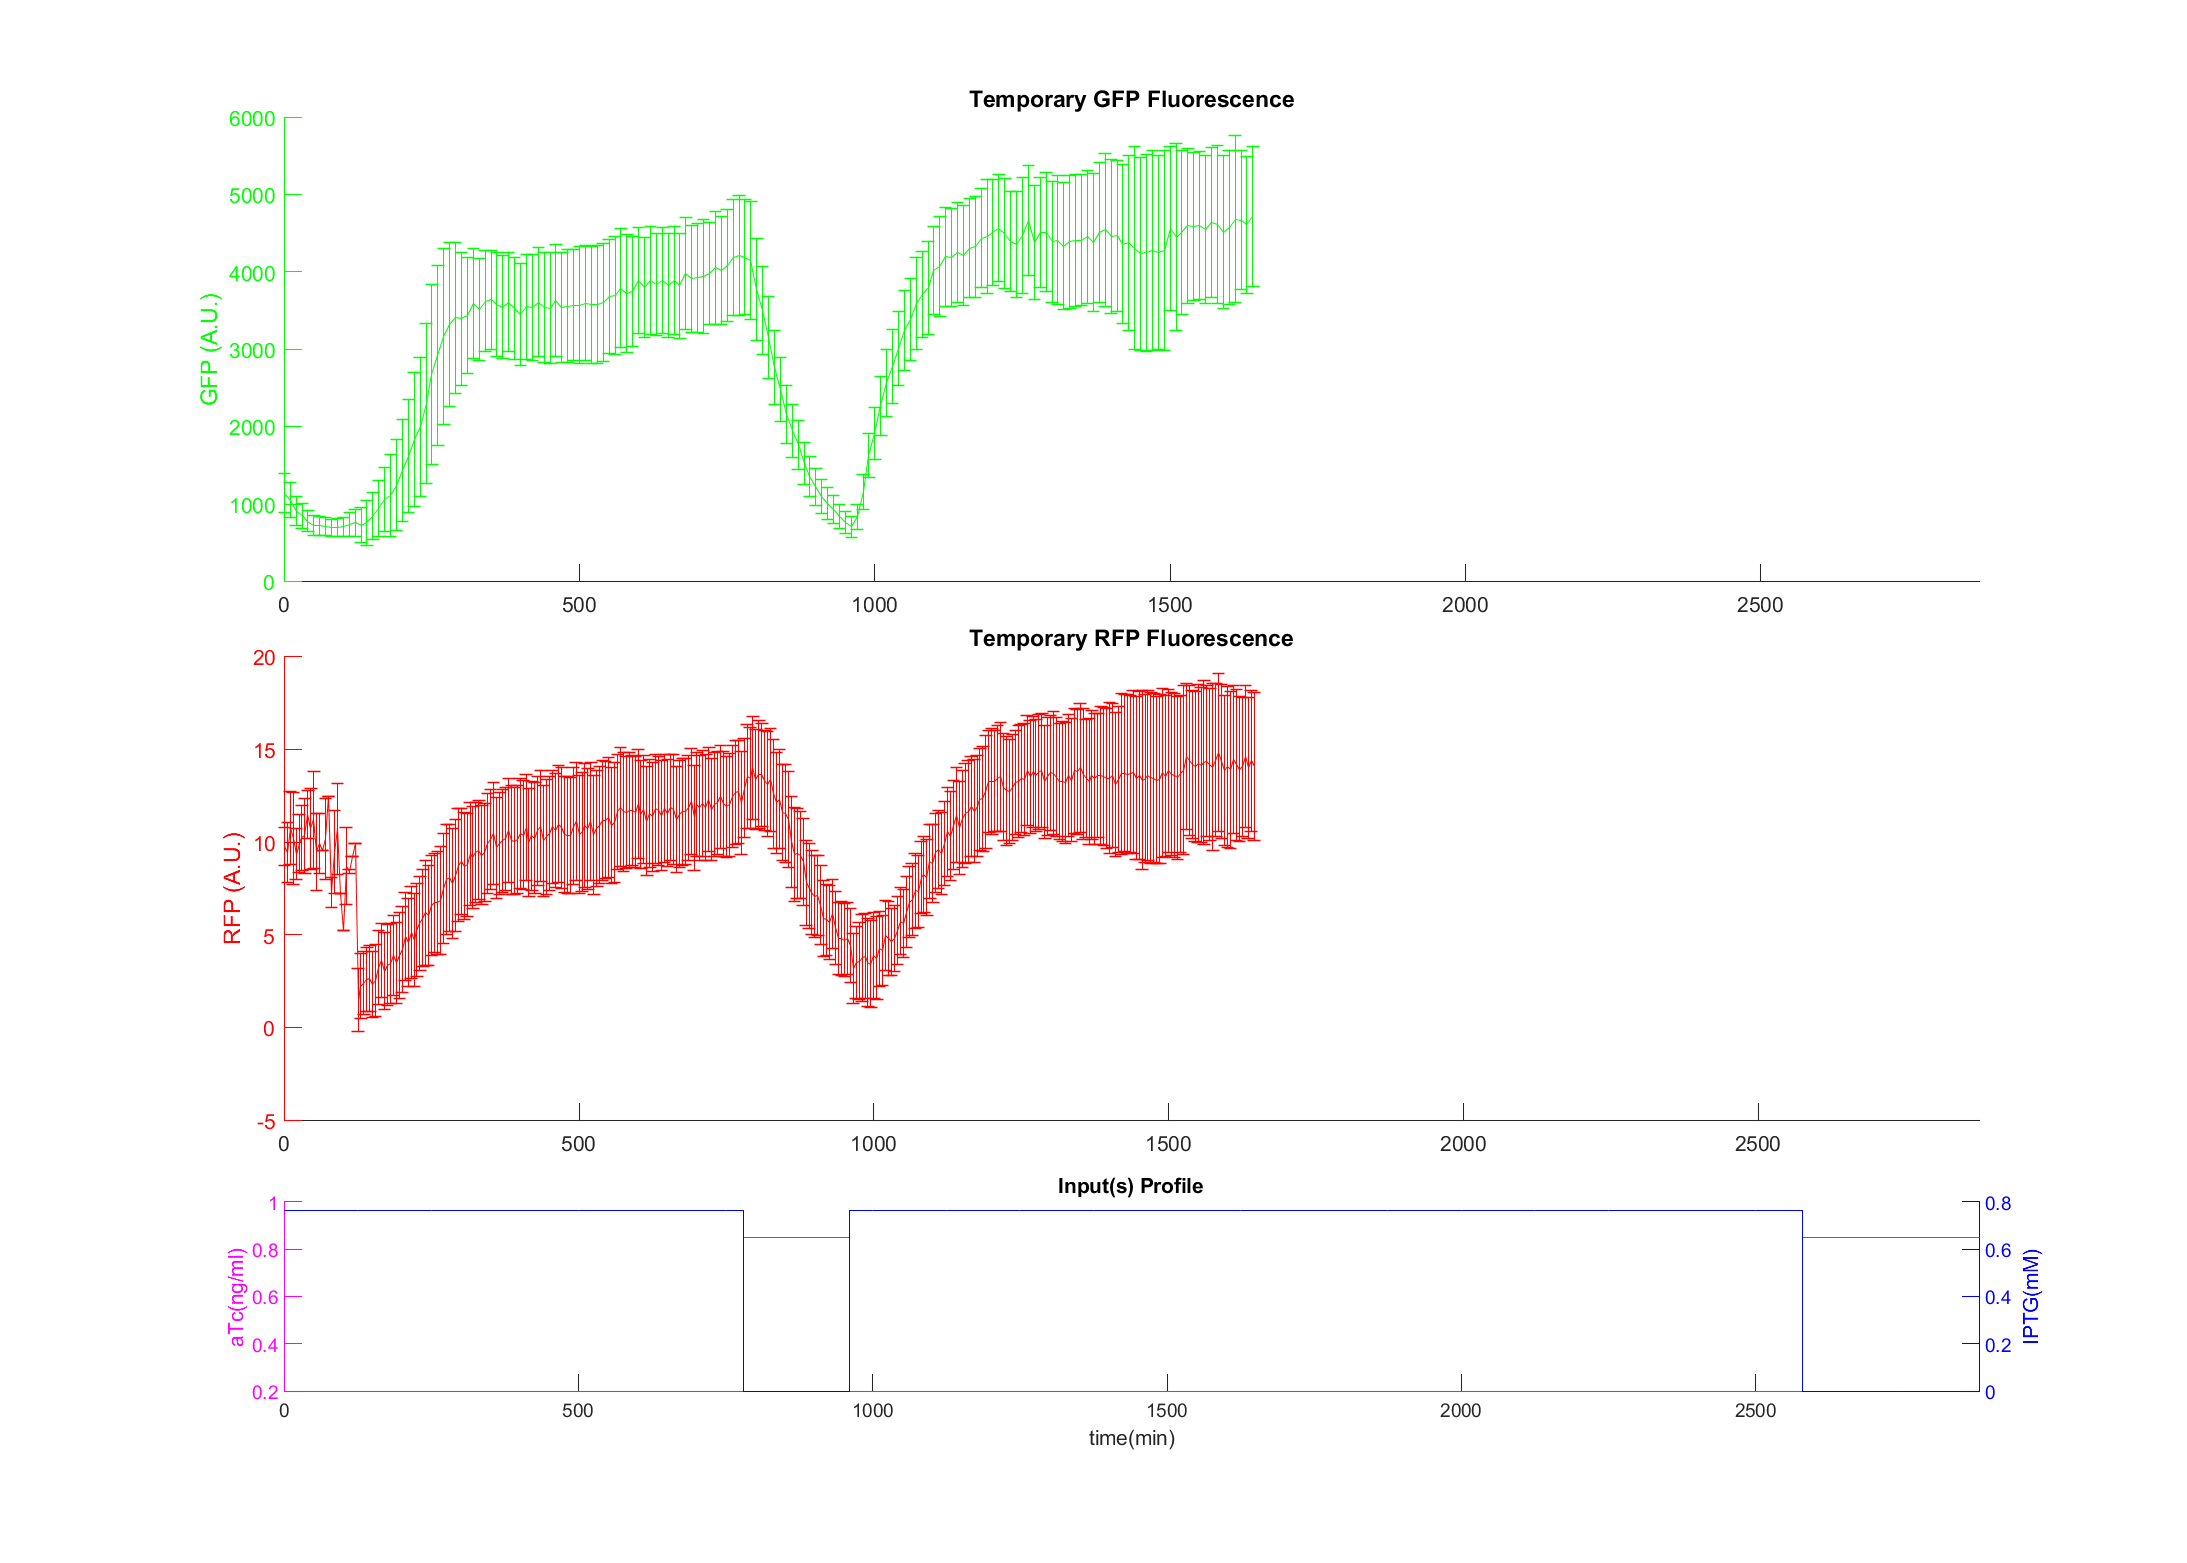 Temporary GFP Fluorescence
GFP (A.U.)
6000
5000
4000
3000
2000
1000
0
0 500 1000 1500 2000 2500
Temporary RFP Fluorescence
RFP (A.U.)
20
15
10
5
0
-5
0 500 1000 1500 2000 2500
Input(s) Profile
aTc(ng/ml)
1
0.8
0.6
0.4
0.2
0.8
0.6
0.4
0.2
0
IPTG(mM)
0 500 1000 1500 2000 2500
time(min)